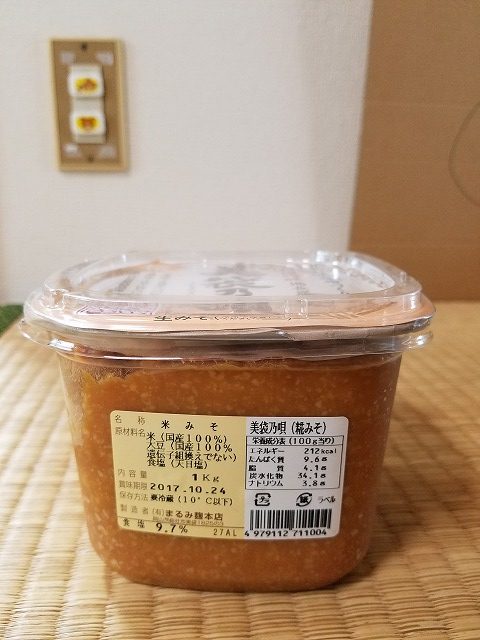 名称 米みそ
原材料名
米(国産100%)
大豆(国産100%
遺伝子組換えでない)
食塩(天日塩)
内容量 1Kg
賞味期限 2017.10.24
保存方法 要冷蔵(10°C以下)
製造者 (有)まるみ麹本店
食塩 9.7% 27AL
美袋乃唄(糀みそ)
栄養成分表(100g当り)
エネルギー 212kcal
たんぱく質 9.6g
脂質 4.1g
炭水化物 34.1g
ナトリウム 3.8g
紙 ラベル
4 979112 711004